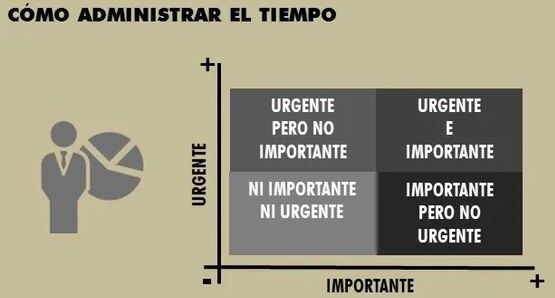 CÓMO ADMINISTRAR EL TIEMPO
+
URGENTE
PERO NO
IMPORTANTE
URGENTE
E
IMPORTANTE
URGENTE
NI IMPORTANTE
NI URGENTE
IMPORTANTE
PERO NO
URGENTE
-
IMPORTANTE
+